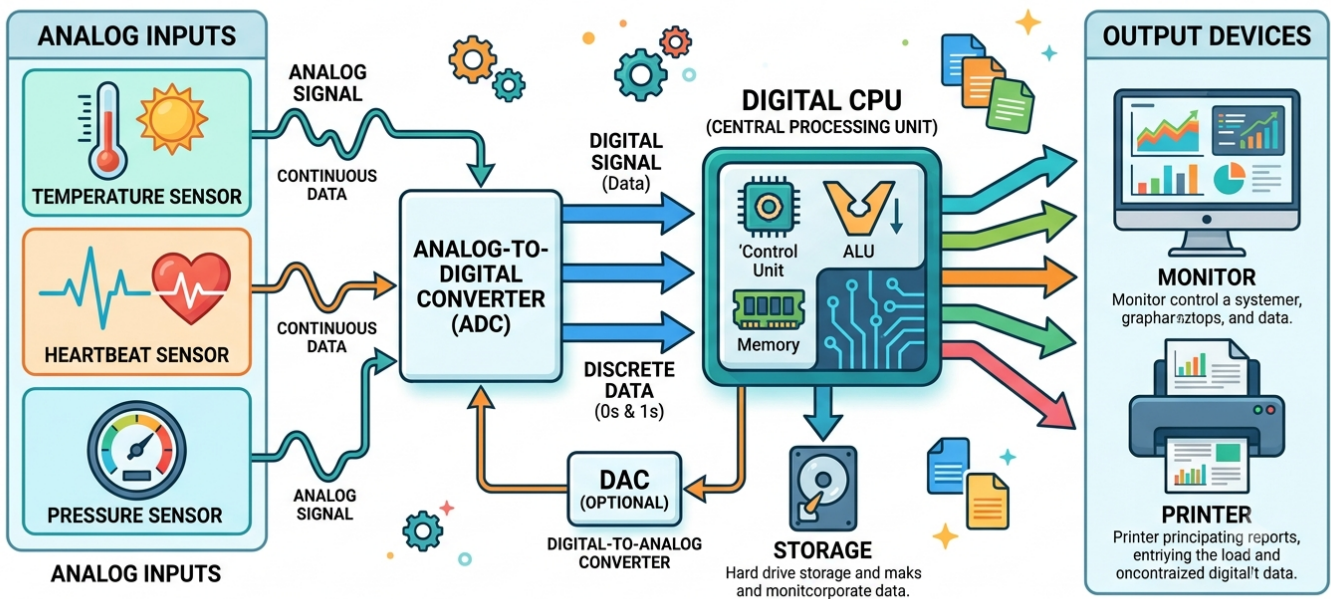 ANALOG INPUTS
TEMPERATURE SENSOR
HEARTBEAT SENSOR
PRESSURE SENSOR
ANALOG INPUTS
ANALOG
SIGNAL
CONTINUOUS
DATA
CONTINUOUS
DATA
ANALOG
SIGNAL
ANALOG-TO-
DIGITAL
CONVERTER
(ADC)
DIGITAL
SIGNAL
(Data)
DISCRETE
DATA
(0s & 1s)
DAC
(OPTIONAL)
DIGITAL-TO-ANALOG
CONVERTER
DIGITAL CPU
(CENTRAL PROCESSING UNIT)
'Control
Unit
ALU
Memory
STORAGE
Hard drive storage and maks
and monitcorporate data.
OUTPUT DEVICES
MONITOR
Monitor control a systemer,
and data.
PRINTER
Printer principating reports,
entriying the load and
oncontraized digital't data.